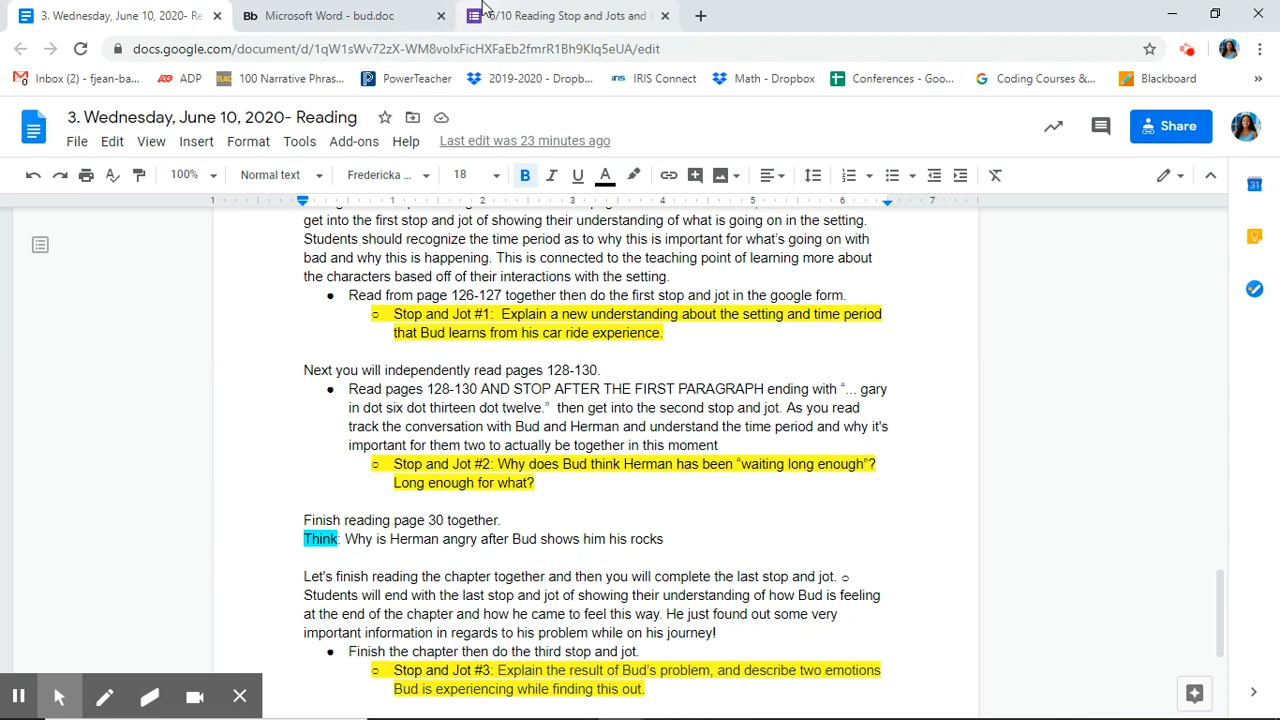 3. Wednesday, June 10, 2020- Re
Microsoft Word - bud.doc
6/10 Reading Stop and Jots and
docs.google.com/document/d/1qW1sWv72zX-WM8voIxFicHXFaEb2fmrR1Bh9Klq5eUA/edit
Inbox (2) - fjean-ba...
ADP
100 Narrative Phras...
PowerTeacher
2019-2020 - Dropb...
IRIS Connect
Math - Dropbox
Conferences - Goo...
Coding Courses &...
Blackboard
3. Wednesday, June 10, 2020- Reading
File Edit View Insert Format Tools Add-ons Help Last edit was 23 minutes ago
Share
100% Normal text Fredericka ... 18 B I U A
1 1 2 3 4 5 6 7
get into the first stop and jot of showing their understanding of what is going on in the setting.
Students should recognize the time period as to why this is important for what's going on with
bad and why this is happening. This is connected to the teaching point of learning more about
the characters based off of their interactions with the setting.
● Read from page 126-127 together then do the first stop and jot in the google form.
○ Stop and Jot #1: Explain a new understanding about the setting and time period
that Bud learns from his car ride experience.
Next you will independently read pages 128-130.
● Read pages 128-130 AND STOP AFTER THE FIRST PARAGRAPH ending with “... gary
in dot six dot thirteen dot twelve.” then get into the second stop and jot. As you read
track the conversation with Bud and Herman and understand the time period and why it's
important for them two to actually be together in this moment
○ Stop and Jot #2: Why does Bud think Herman has been “waiting long enough”?
Long enough for what?
Finish reading page 30 together.
Think: Why is Herman angry after Bud shows him his rocks
Let's finish reading the chapter together and then you will complete the last stop and jot. ○
Students will end with the last stop and jot of showing their understanding of how Bud is feeling
at the end of the chapter and how he came to feel this way. He just found out some very
important information in regards to his problem while on his journey!
● Finish the chapter then do the third stop and jot.
○ Stop and Jot #3: Explain the result of Bud's problem, and describe two emotions
Bud is experiencing while finding this out.